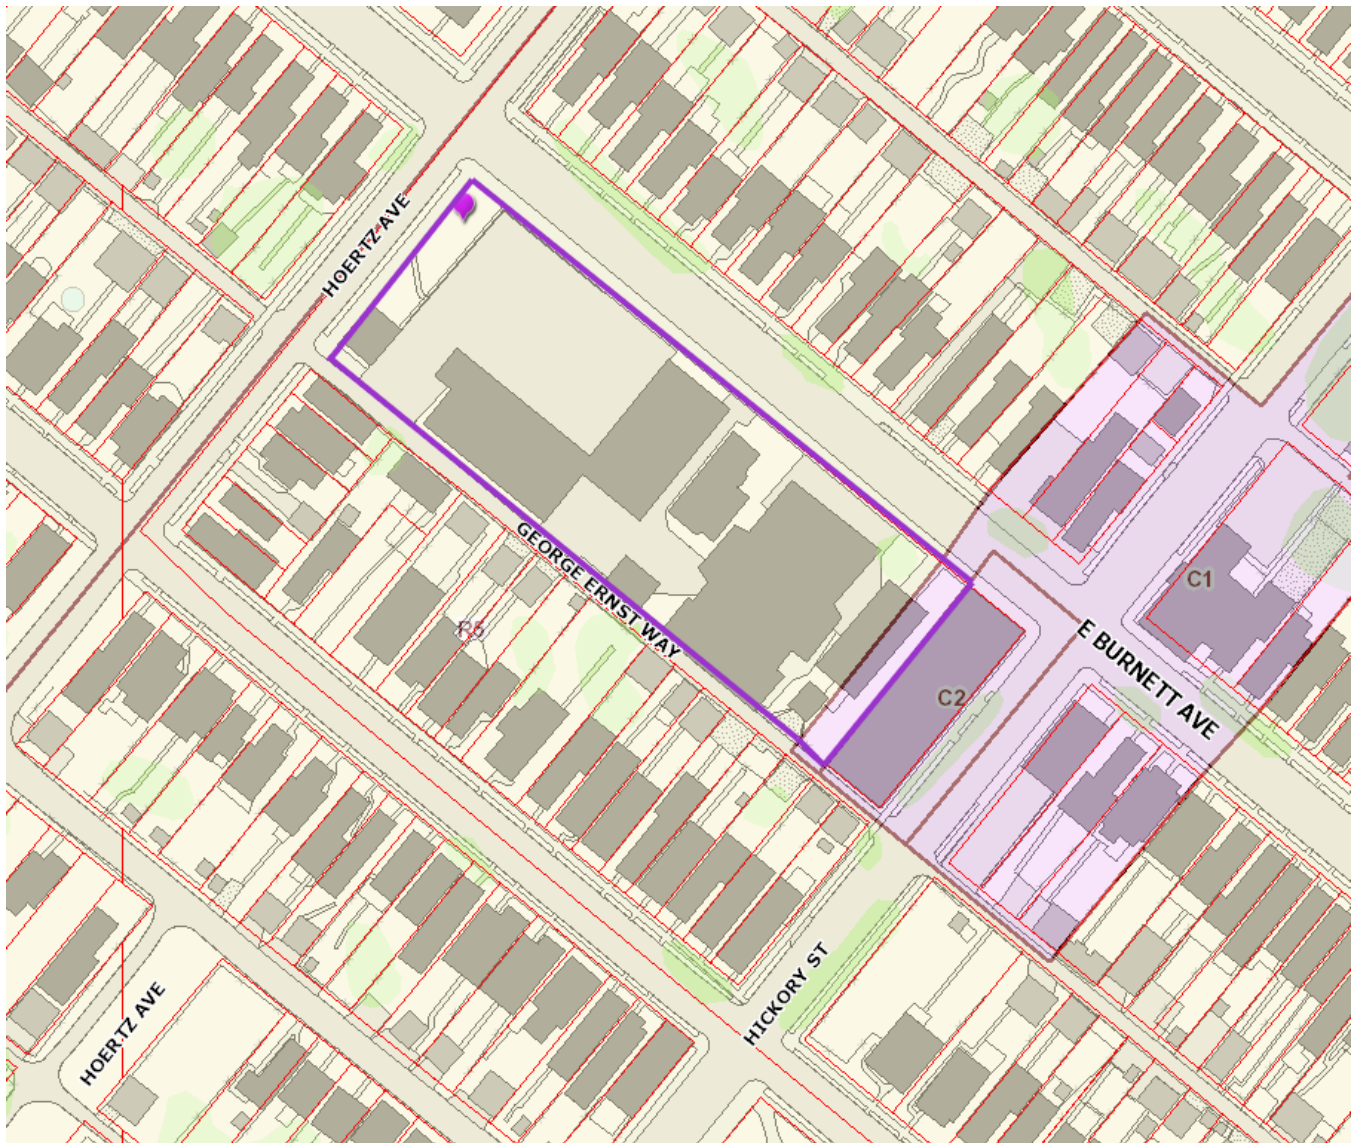 HOERTZ AVE
C1
GEORGE ERNST WAY
R5
E BURNETT AVE
C2
HICKORY ST
HOERTZ AVE